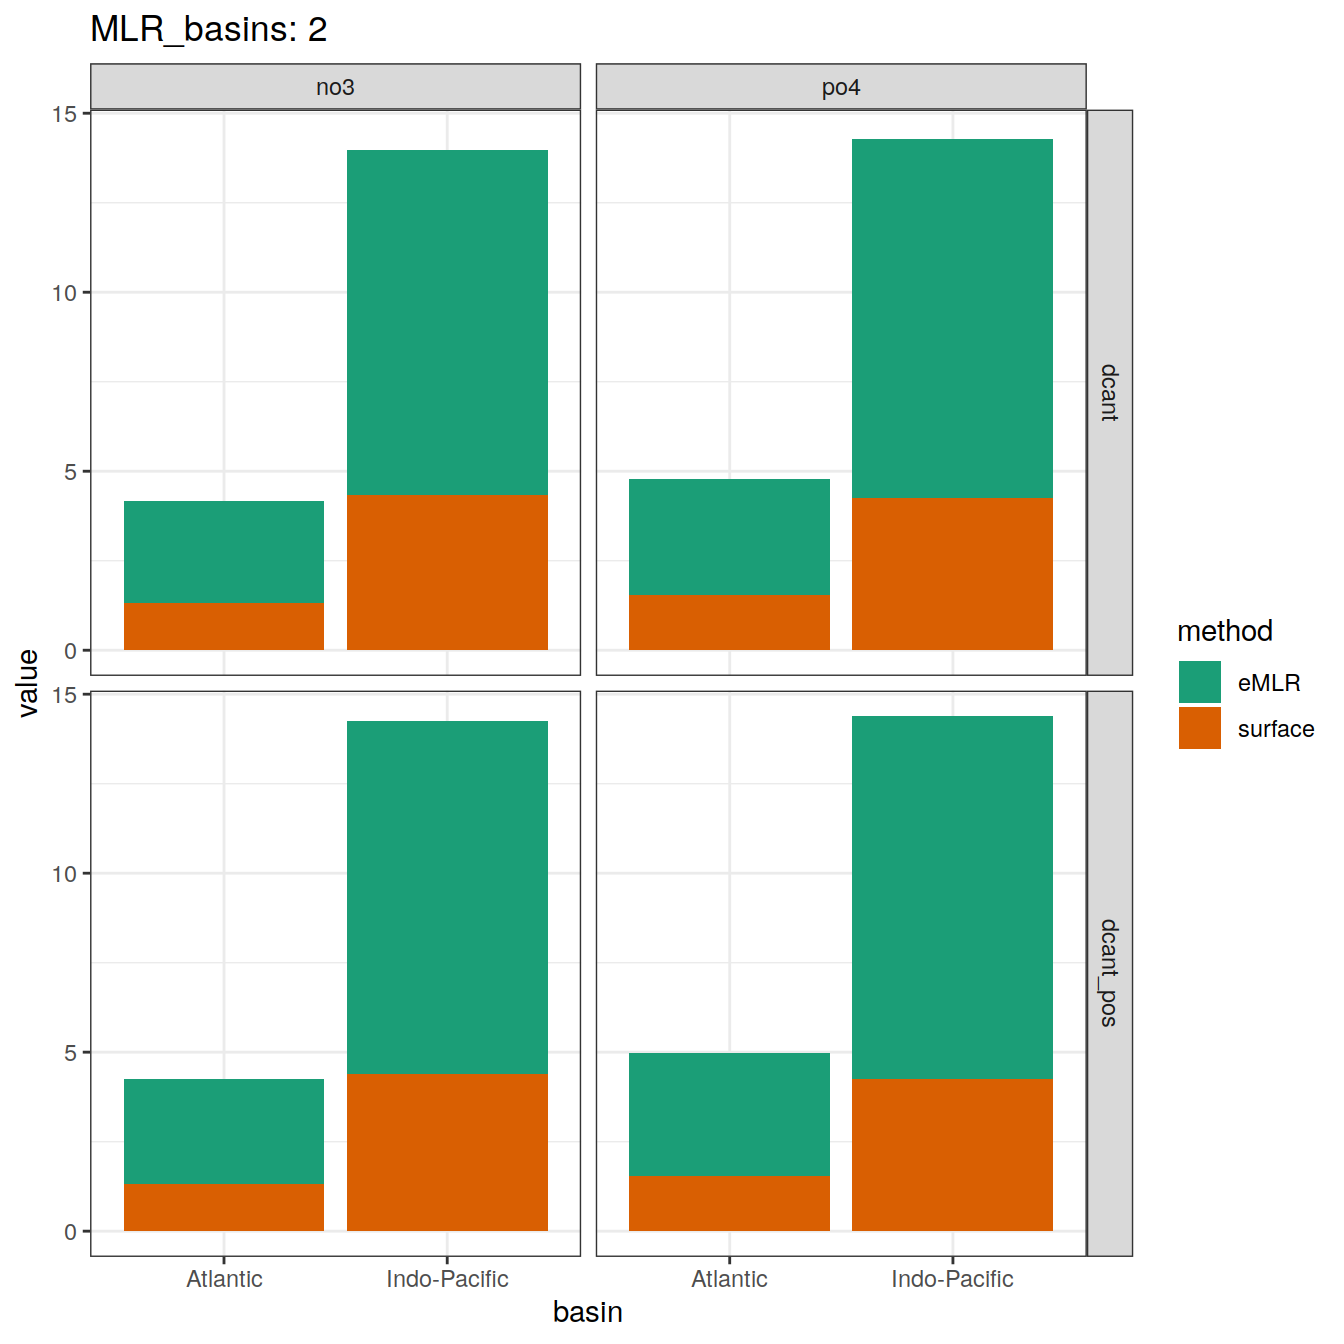 MLR_basins: 2
no3
po4
15
10
5
0
dcant
value
15
10
5
0
dcant_pos
Atlantic
Indo-Pacific
Atlantic
Indo-Pacific
basin
method
eMLR
surface